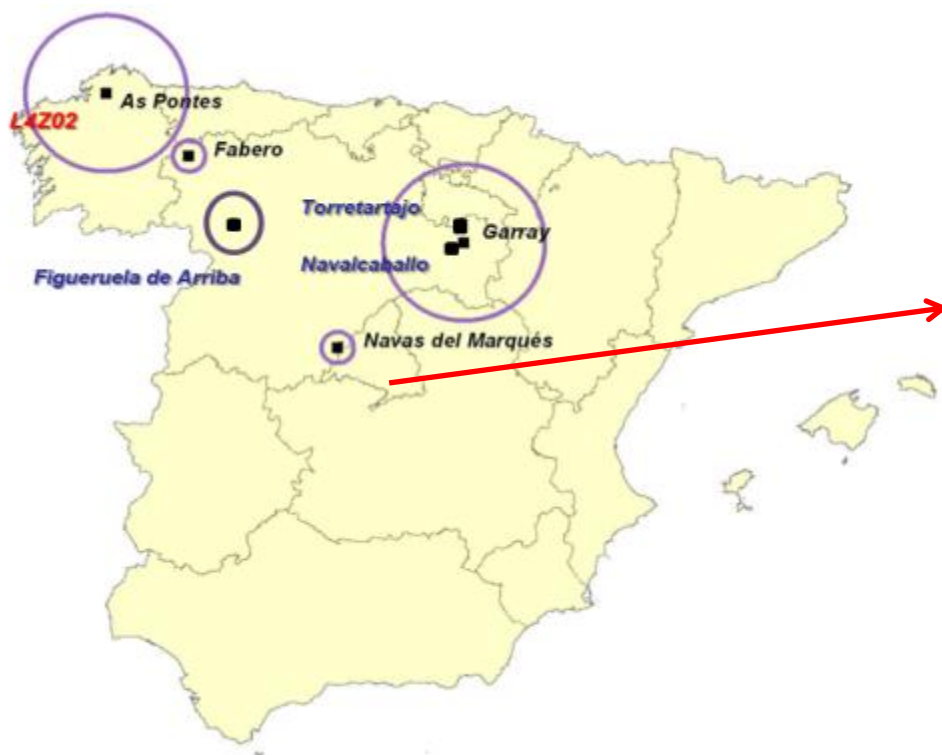 As Pontes
L4Z02
Fabero
Torretartajo
Garray
Navalcaballo
Figueruela de Arriba
Navas del Marqués